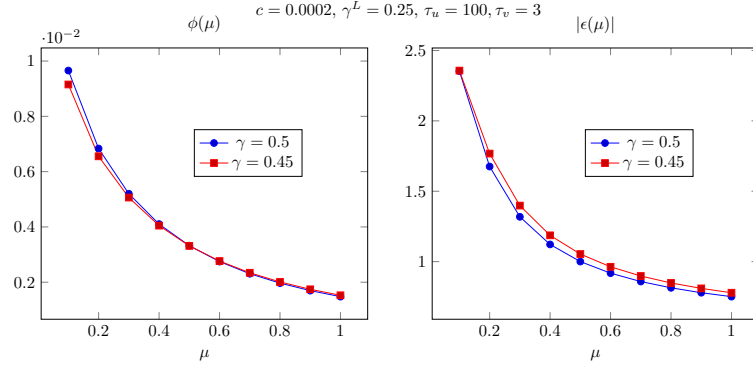 c = 0.0002, γ^L = 0.25, τ_u = 100, τ_v = 3
ϕ(μ)
·10^−2
1
0.8
0.6
0.4
0.2
0.2 0.4 0.6 0.8 1
μ
γ = 0.5
γ = 0.45
|ϵ(μ)|
2.5
2
1.5
1
0.2 0.4 0.6 0.8 1
μ
γ = 0.5
γ = 0.45